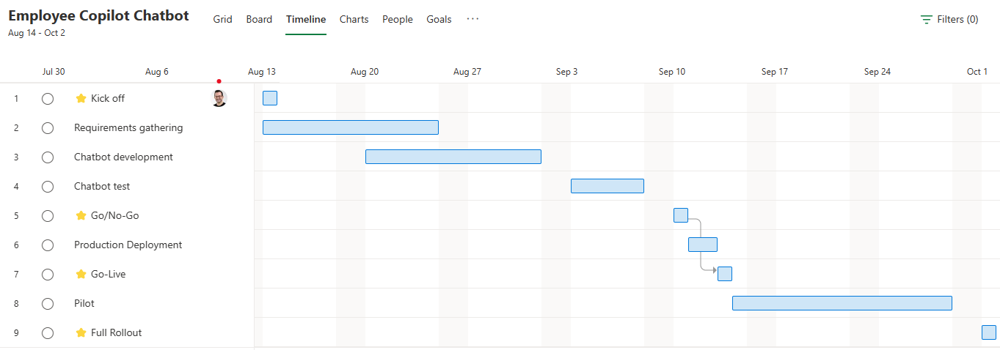 Employee Copilot Chatbot
Aug 14 - Oct 2
Grid Board Timeline Charts People Goals ...
Filters (0)
Jul 30 Aug 6 Aug 13 Aug 20 Aug 27 Sep 3 Sep 10 Sep 17 Sep 24 Oct 1
1 Kick off
2 Requirements gathering
3 Chatbot development
4 Chatbot test
5 Go/No-Go
6 Production Deployment
7 Go-Live
8 Pilot
9 Full Rollout